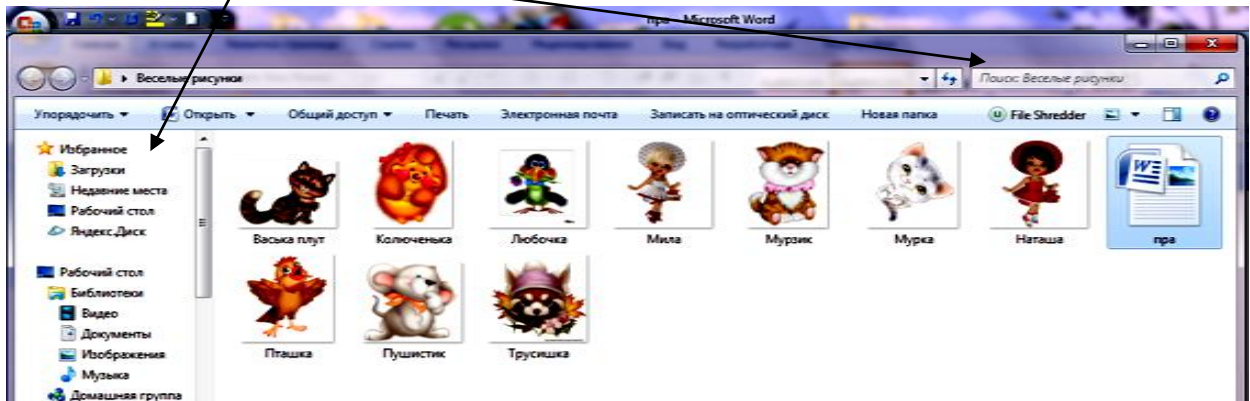 пра - Microsoft Word
Веселые рисунки
Поиск: Веселые рисунки
Упорядочить Открыть Общий доступ Печать Электронная почта Записать на оптический диск Новая папка File Shredder
Избранное
Загрузки
Недавние места
Рабочий стол
Яндекс.Диск
Рабочий стол
Библиотеки
Видео
Документы
Изображения
Музыка
Домашняя группа
Васька плут Колюченька Любочка Мила Мурзик Мурка Наташа пра
Пташка Пушистик Трусишка